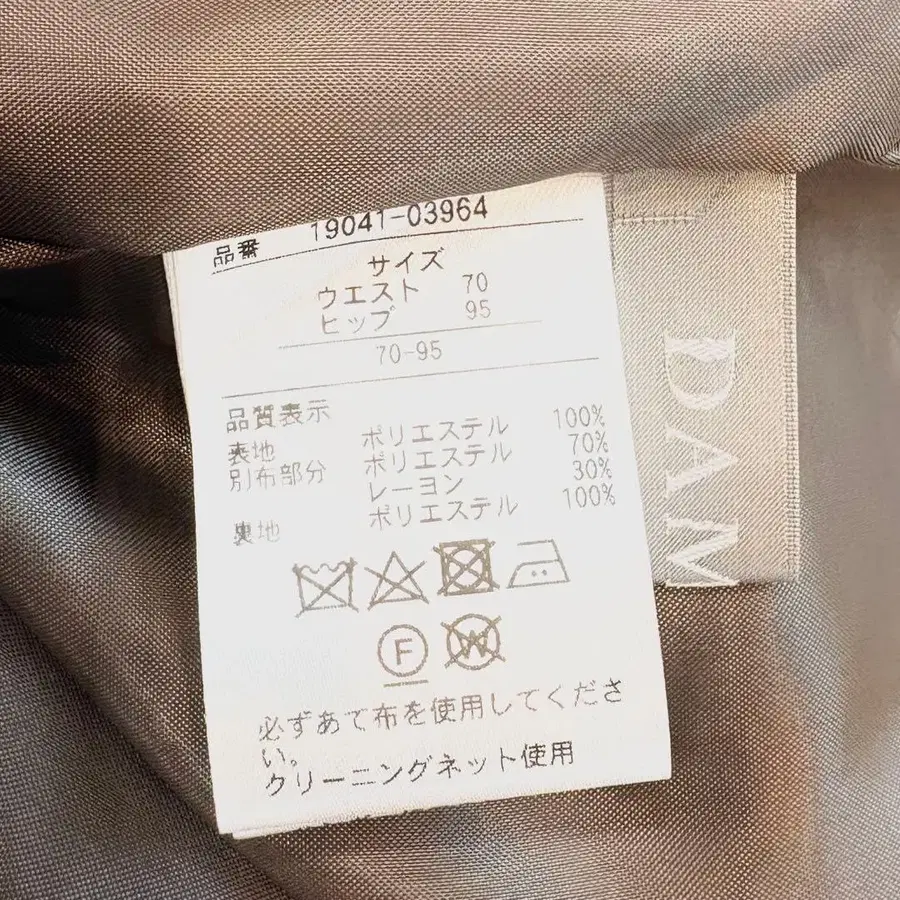 品番 19041-03964
サイズ
ウエスト 70
ヒップ 95
70-95
品質表示
表地 ポリエステル 100%
別布部分 ポリエステル 70%
レーヨン 30%
裏地 ポリエステル 100%
F
W
必ずあて布を使用してくださ
い。
クリーニングネット使用
DAM